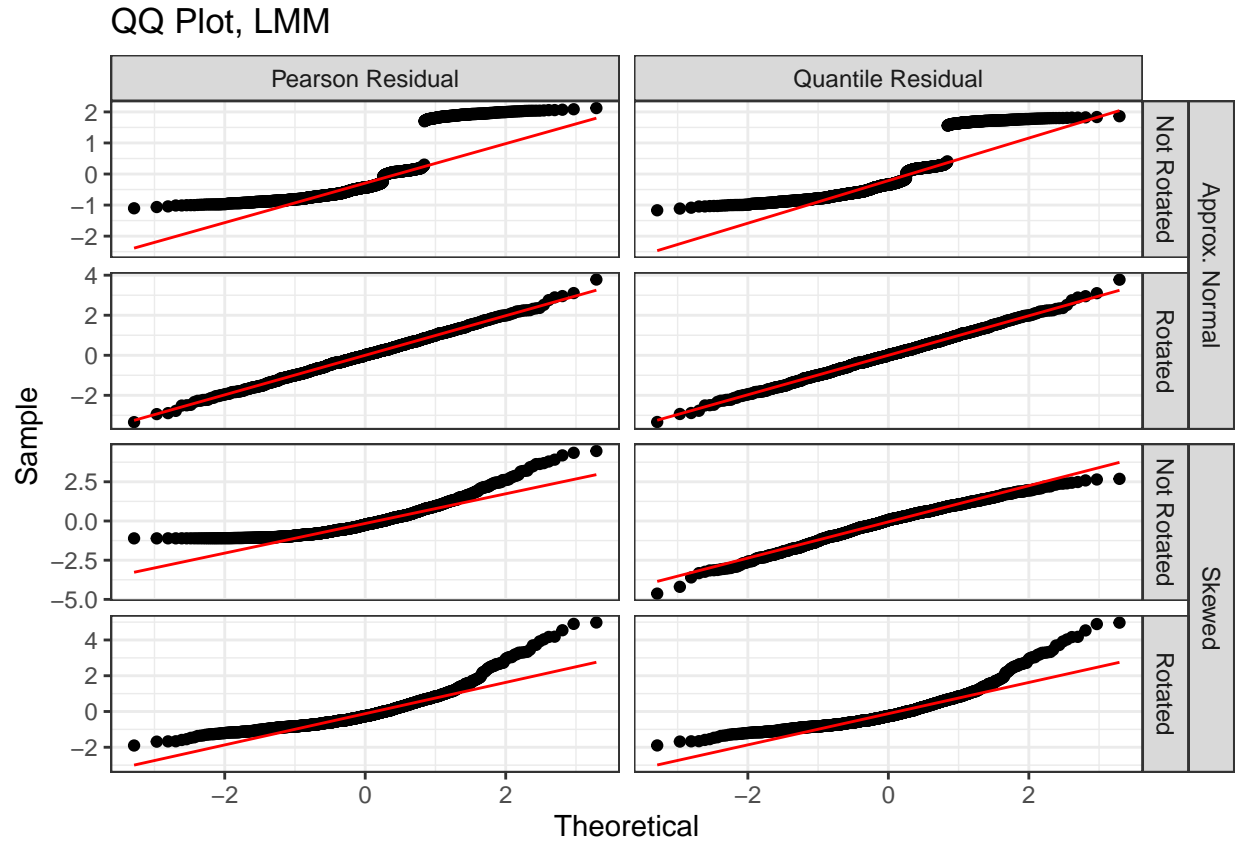 QQ Plot, LMM
Pearson Residual
Quantile Residual
2
1
0
−1
−2
Not Rotated
Approx. Normal
4
2
0
−2
Rotated
Sample
2.5
0.0
−2.5
−5.0
Not Rotated
Skewed
4
2
0
−2
Rotated
−2 0 2
−2 0 2
Theoretical